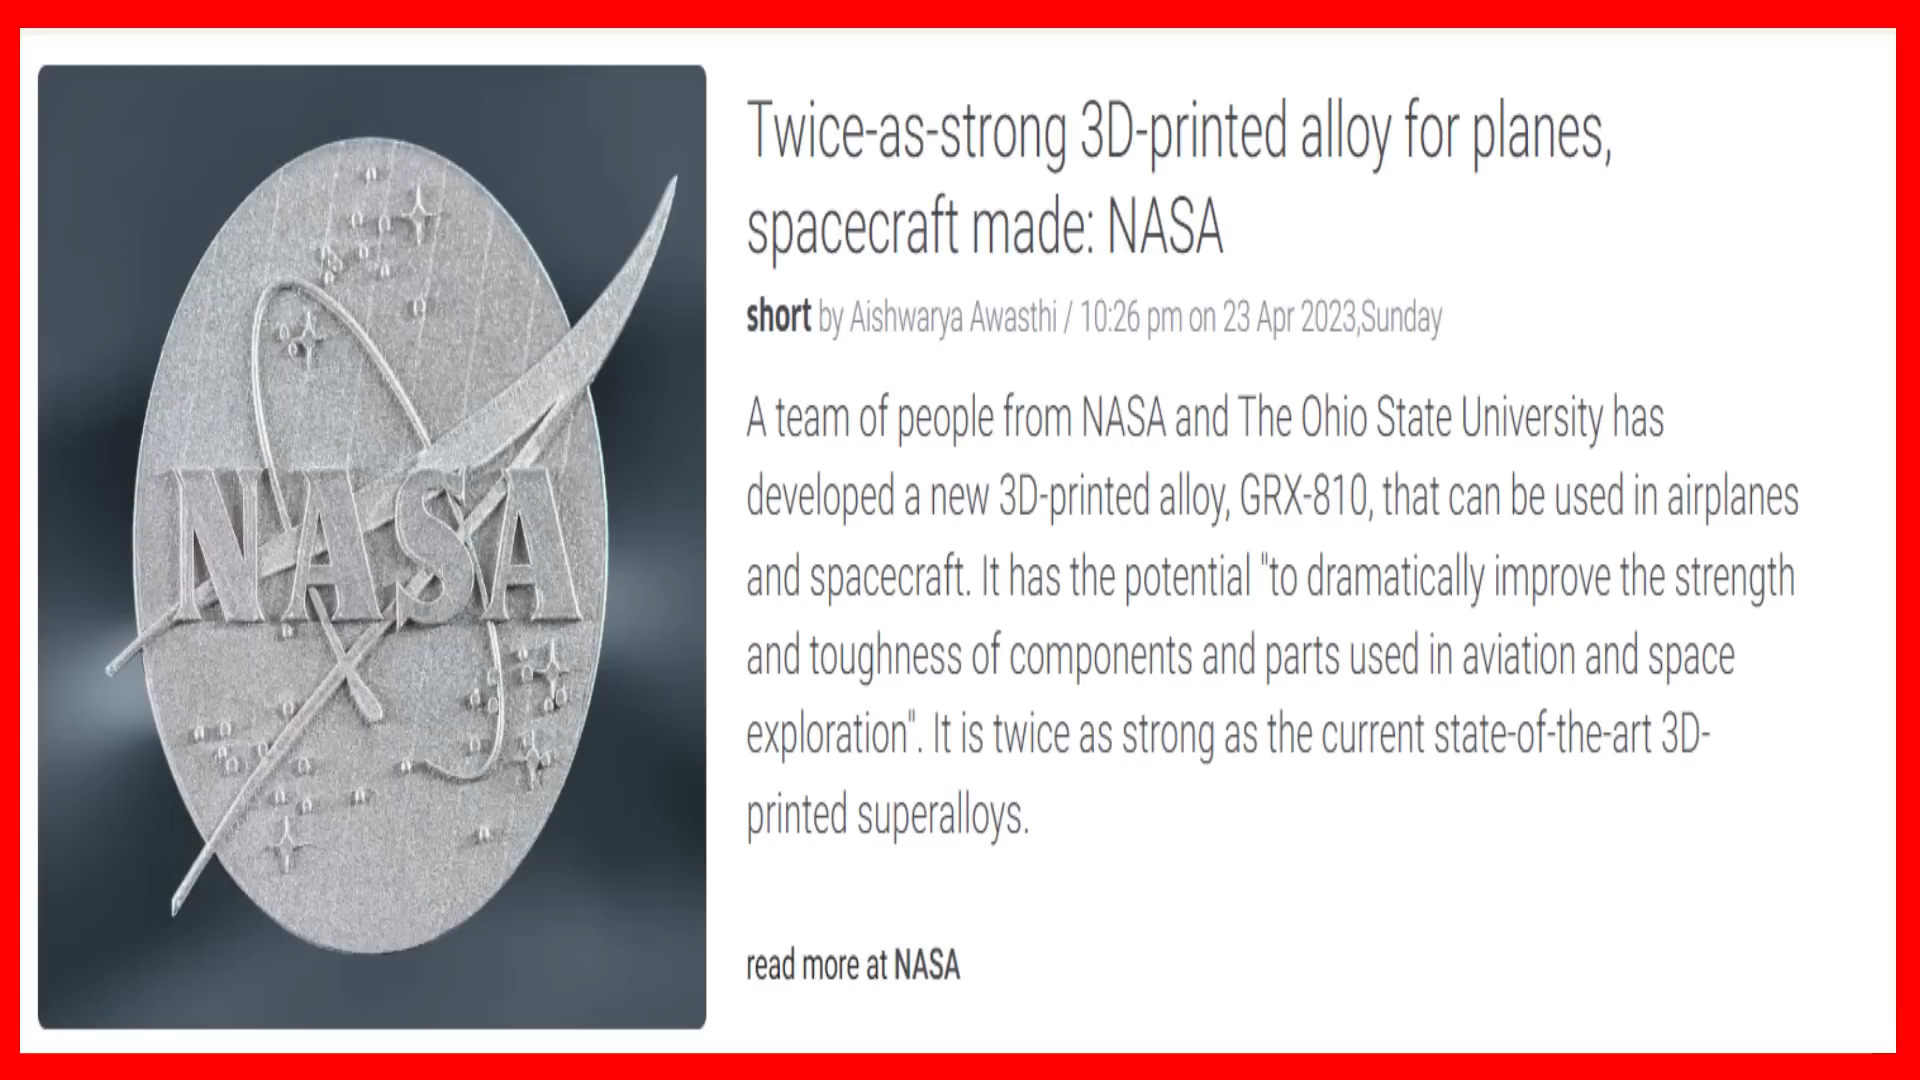 NASA
Twice-as-strong 3D-printed alloy for planes,
spacecraft made: NASA
short by Aishwarya Awasthi / 10:26 pm on 23 Apr 2023,Sunday
A team of people from NASA and The Ohio State University has
developed a new 3D-printed alloy, GRX-810, that can be used in airplanes
and spacecraft. It has the potential "to dramatically improve the strength
and toughness of components and parts used in aviation and space
exploration". It is twice as strong as the current state-of-the-art 3D-
printed superalloys.
read more at NASA